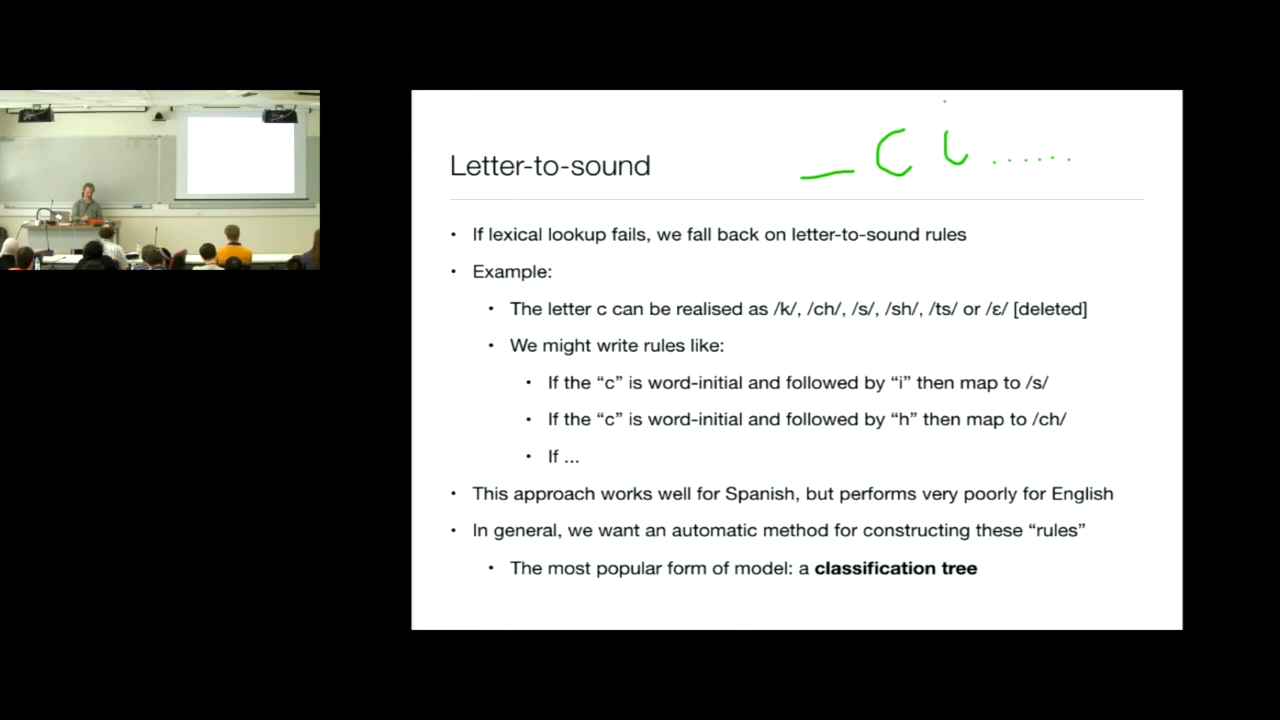 _ c i ......
Letter-to-sound
• If lexical lookup fails, we fall back on letter-to-sound rules
• Example:
• The letter c can be realised as /k/, /ch/, /s/, /sh/, /ts/ or /ε/ [deleted]
• We might write rules like:
• If the “c” is word-initial and followed by “i” then map to /s/
• If the “c” is word-initial and followed by “h” then map to /ch/
• If ...
• This approach works well for Spanish, but performs very poorly for English
• In general, we want an automatic method for constructing these “rules”
• The most popular form of model: a classification tree